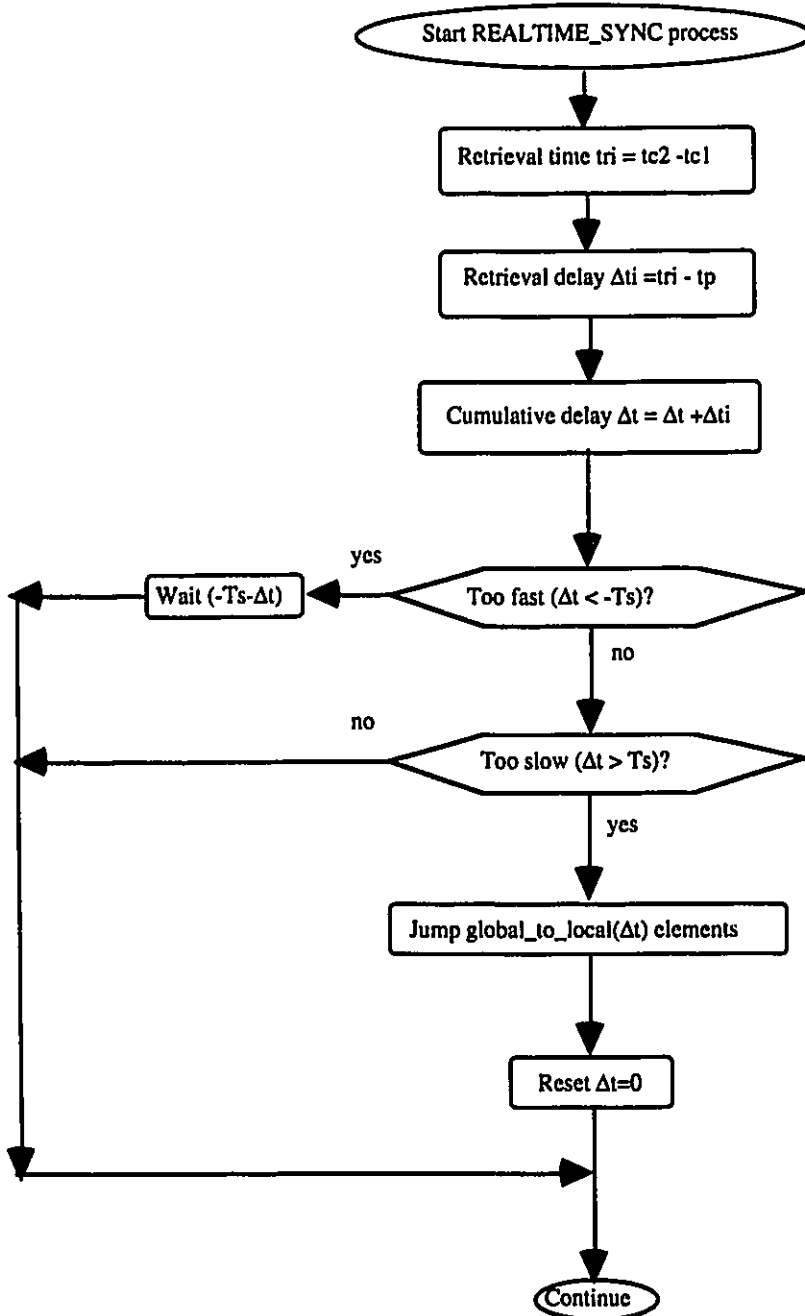 Start REALTIME_SYNC process
Retrieval time tri = tc2 -tc1
Retrieval delay Δti =tri - tp
Cumulative delay Δt = Δt +Δti
yes
Wait (-Ts-Δt)
Too fast (Δt < -Ts)?
no
no
Too slow (Δt > Ts)?
yes
Jump global_to_local(Δt) elements
Reset Δt=0
Continue